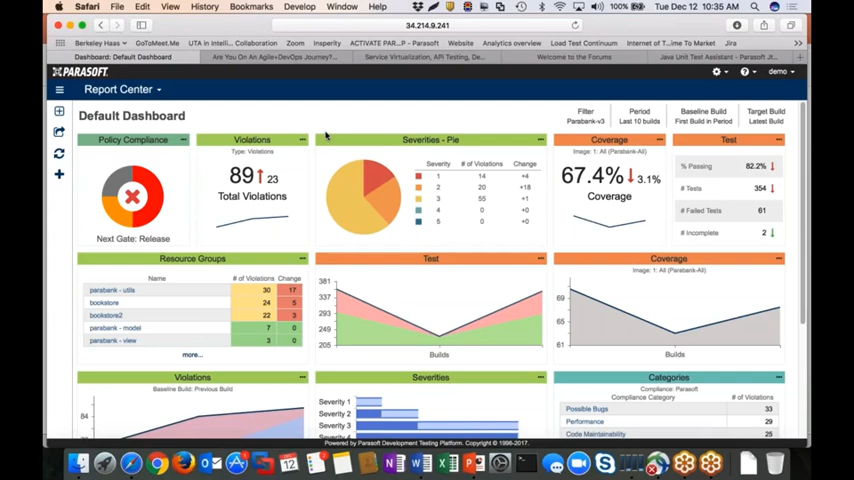 Safari File Edit View History Bookmarks Develop Window Help 100% Tue Dec 12 10:35 AM
34.214.9.241
Berkeley Haas GoToMeet.Me UTA in Intelligent Collaboration Zoom Insperity ACTIVATE PAR...P - Parasoft Website Analytics overview Load Test Continuum Internet of T...ime To Market Jira
Dashboard: Default Dashboard Are You On An Agile+DevOps Journey?... Service Virtualization, API Testing, De... Welcome to the Forums Java Unit Test Assistant - Parasoft Jt...
PARASOFT. demo
Report Center
Default Dashboard
Filter Period Baseline Build Target Build
Parabank-v3 Last 10 builds First Build in Period Latest Build
Policy Compliance
Next Gate: Release
Violations
Type: Violations
89 23
Total Violations
Severities - Pie
Severity # of Violations Change
1 14 +4
2 20 +18
3 55 +1
4 0 +0
5 0 +0
Coverage
Image: 1: All (Parabank-All)
67.4% 3.1%
Coverage
Test
% Passing 82.2%
# Tests 354
# Failed Tests 61
# Incomplete 2
Resource Groups
Name # of Violations Change
parabank - utils 30 17
bookstore 24 5
bookstore2 22 3
parabank - model 7 0
parabank - view 3 0
more...
Test
381
337
293
249
205
Builds
Coverage
Image: 1: All (Parabank-All)
69
65
61
Builds
Violations
Baseline Build: Previous Build
84
Severities
Severity 1
Severity 2
Severity 3
Severity 4
Categories
Compliance: Parasoft
Compliance Category # of Violations
Possible Bugs 33
Performance 29
Code Maintainability 25
Powered by Parasoft Development Testing Platform. Copyright © 1996-2017.